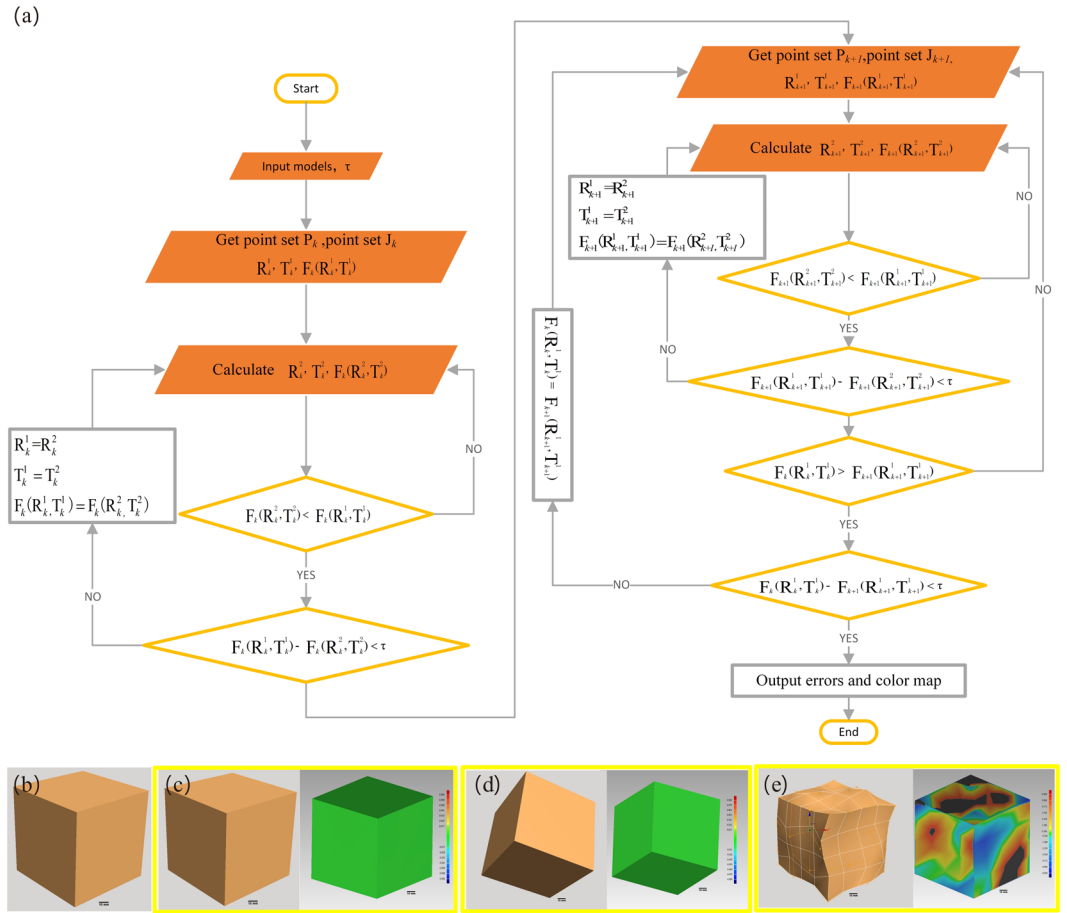 (a)
Start
Input models, τ
Get point set P_k ,point set J_k
R_k^1, T_k^1, F_k(R_k^1,T_k^1)
Calculate R_k^2, T_k^2, F_k(R_k^2,T_k^2)
NO
R_k^1=R_k^2
T_k^1=T_k^2
F_k(R_k^1,T_k^1)=F_k(R_k^2,T_k^2)
F_k(R_k^2,T_k^2)< F_k(R_k^1,T_k^1)
YES
NO
F_k(R_k^1,T_k^1)- F_k(R_k^2,T_k^2)<τ
Get point set P_{k+1},point set J_{k+1},
R_{k+1}^1, T_{k+1}^1, F_{k+1}(R_{k+1}^1,T_{k+1}^1)
Calculate R_{k+1}^2, T_{k+1}^2, F_{k+1}(R_{k+1}^2,T_{k+1}^2)
NO
R_{k+1}^1=R_{k+1}^2
T_{k+1}^1=T_{k+1}^2
F_{k+1}(R_{k+1}^1,T_{k+1}^1)=F_{k+1}(R_{k+1}^2,T_{k+1}^2)
F_{k+1}(R_{k+1}^2,T_{k+1}^2)< F_{k+1}(R_{k+1}^1,T_{k+1}^1)
NO
YES
NO
F_{k+1}(R_{k+1}^1,T_{k+1}^1)- F_{k+1}(R_{k+1}^2,T_{k+1}^2)<τ
F_k(R_k^1,T_k^1)= F_{k+1}(R_{k+1}^1,T_{k+1}^1)
YES
F_k(R_k^1,T_k^1)> F_{k+1}(R_{k+1}^1,T_{k+1}^1)
YES
NO
F_k(R_k^1,T_k^1)- F_{k+1}(R_{k+1}^1,T_{k+1}^1)<τ
YES
Output errors and color map
End
(b)
(c)
(d)
(e)